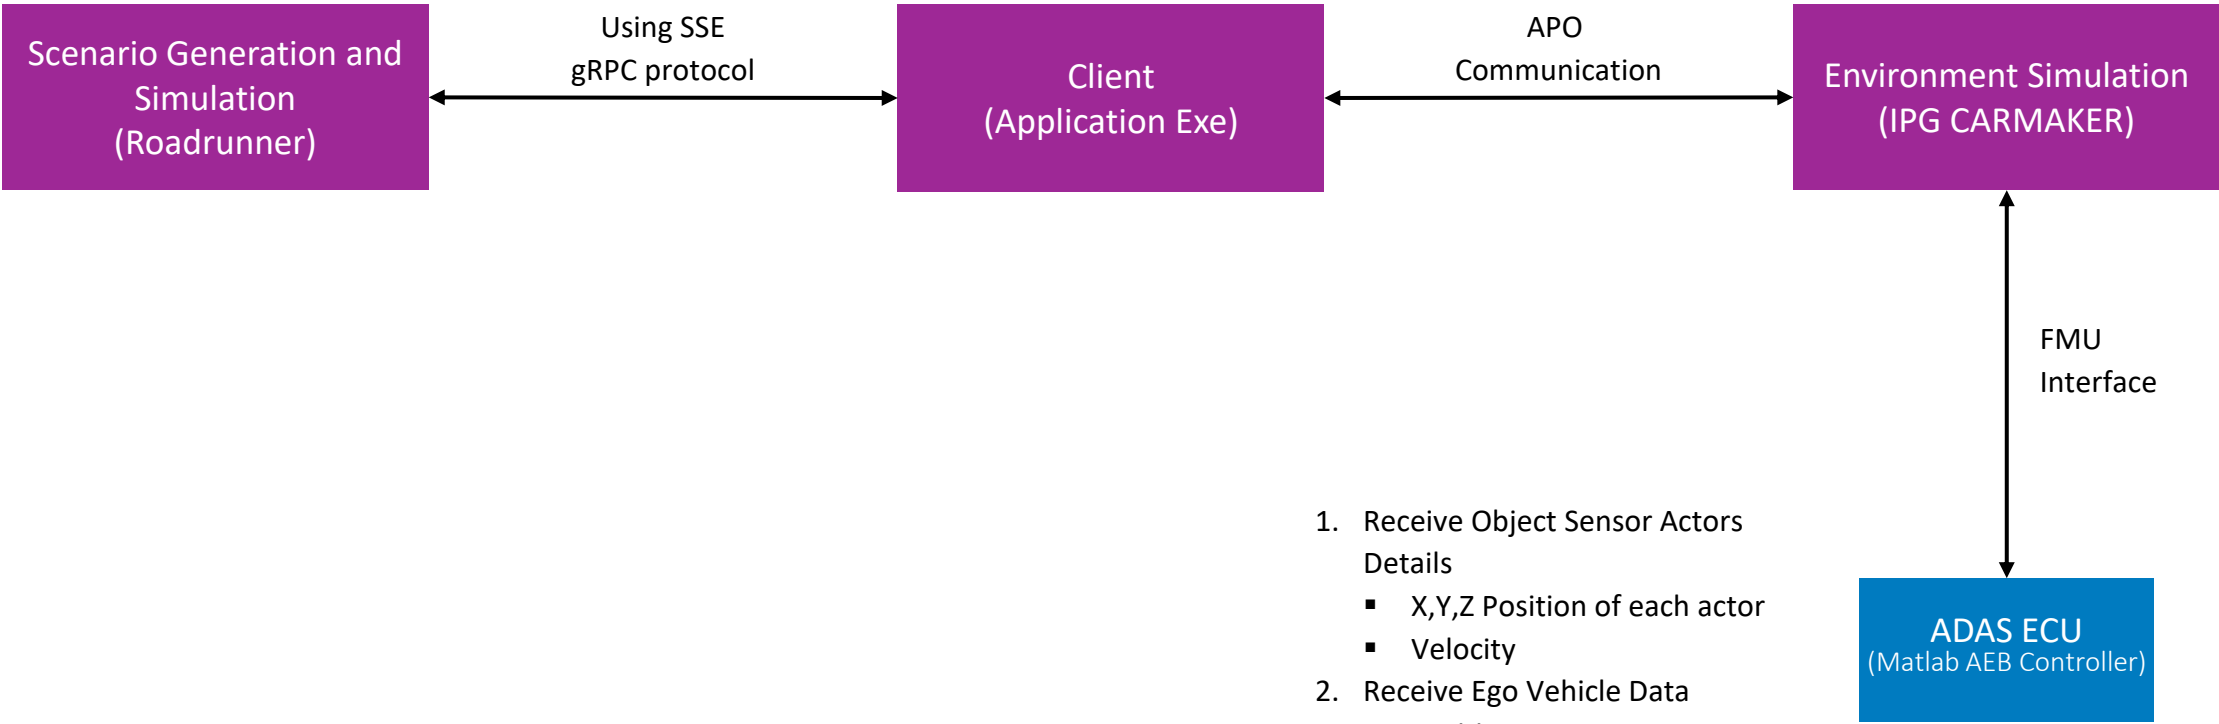 Scenario Generation and
Simulation
(Roadrunner)
Using SSE
gRPC protocol
Client
(Application Exe)
APO
Communication
Environment Simulation
(IPG CARMAKER)
FMU
Interface
1. Receive Object Sensor Actors
Details
▪ X,Y,Z Position of each actor
▪ Velocity
2. Receive Ego Vehicle Data
ADAS ECU
(Matlab AEB Controller)